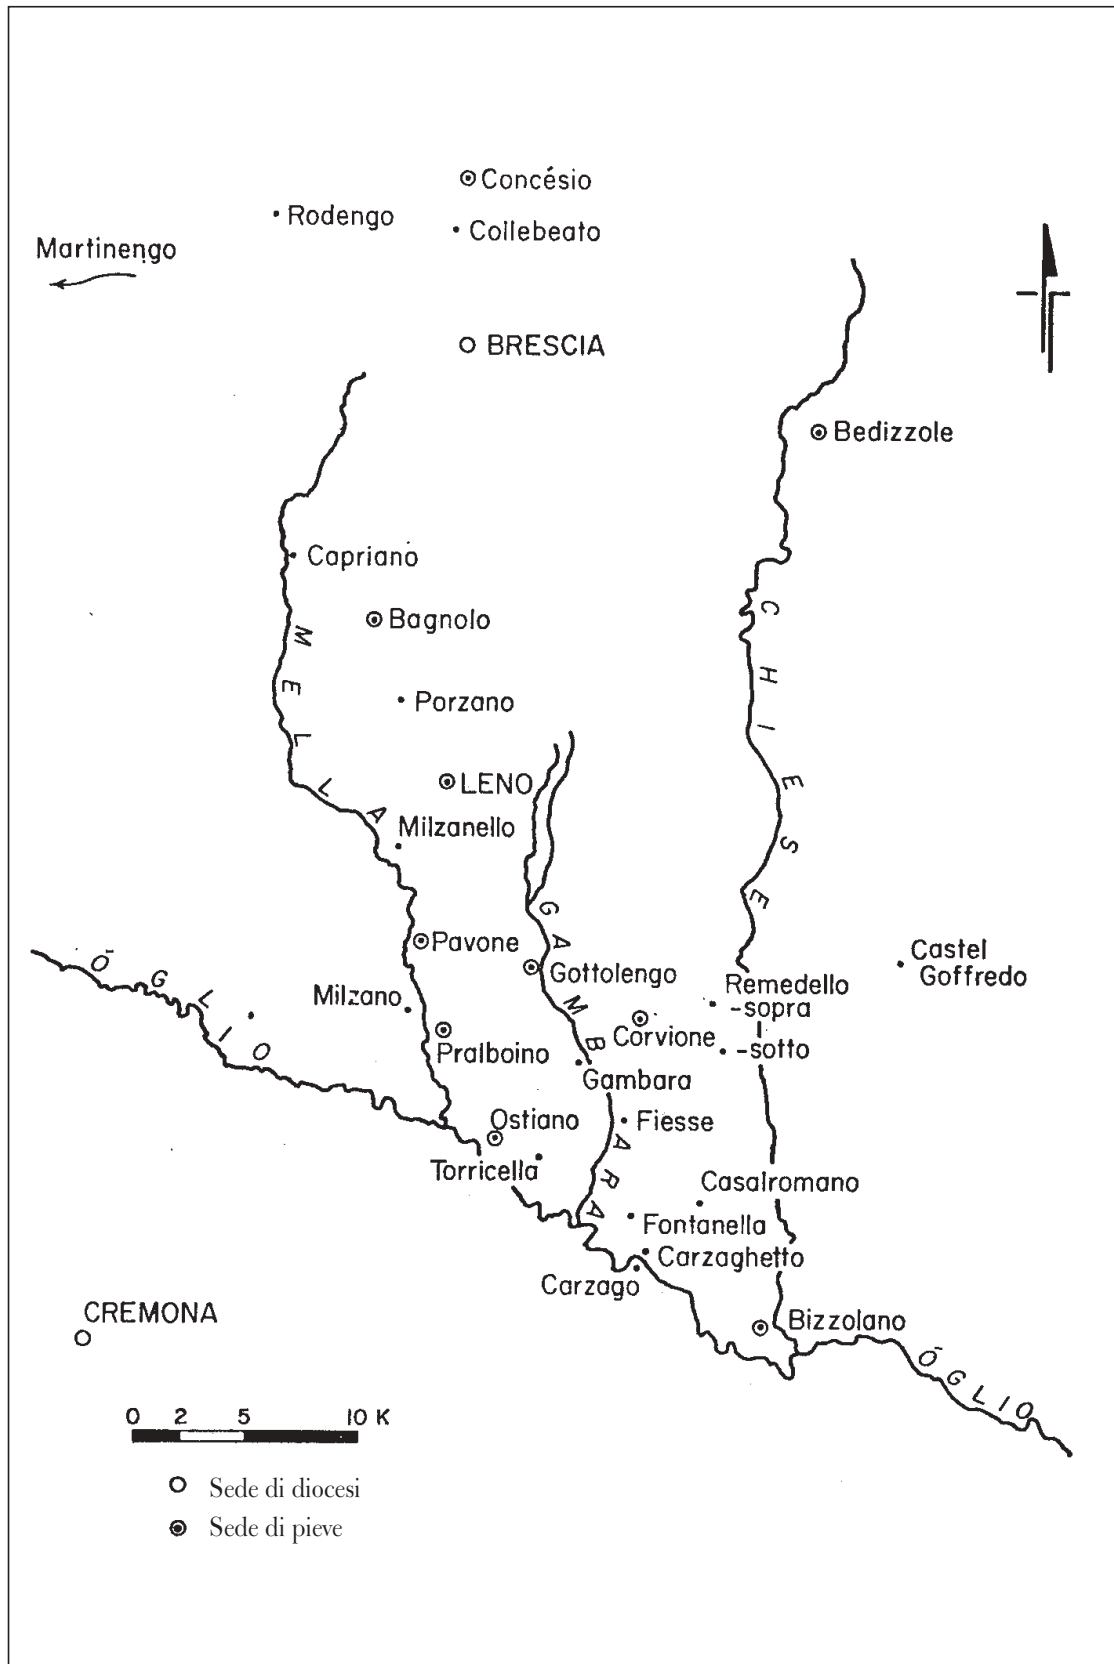 Concésio
Rodengo
Collebeato
Martinengo
BRESCIA
Bedizzole
Capriano
Bagnolo
MELLA
CHIESE
Porzano
LENO
Milzanello
GAMBARA
Pavone
Gottolengo
Castel
Goffredo
ÓGLIO
Milzano
Remedello
-sopra
Corvione
-sotto
Pralboino
Gambara
Ostiano
Fiesse
Torricella
Casalromano
Fontanella
Carzaghetto
Carzago
CREMONA
Bizzolano
ÓGLIO
0 2 5 10 K
Sede di diocesi
Sede di pieve